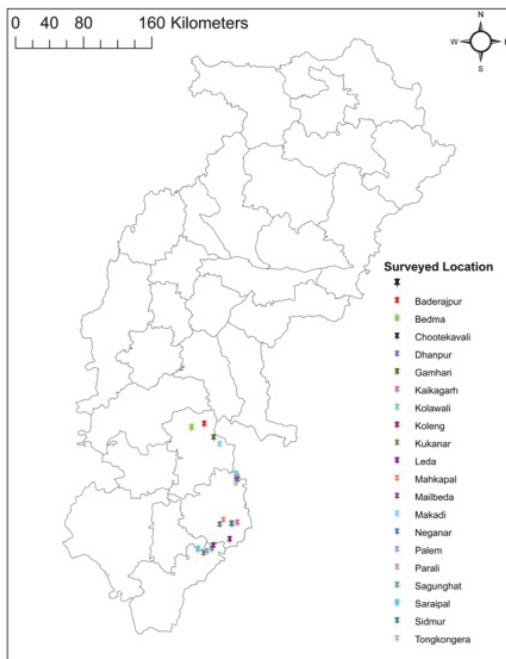 0 40 80 160 Kilometers
N
W E
S
Surveyed Location
Baderajpur
Bedma
Chootekavali
Dhanpur
Gamhari
Kaikagarh
Kolawali
Koleng
Kukanar
Leda
Mahkapal
Mailbeda
Makadi
Neganar
Palem
Parali
Sagunghat
Saraipal
Sidmur
Tongkongera